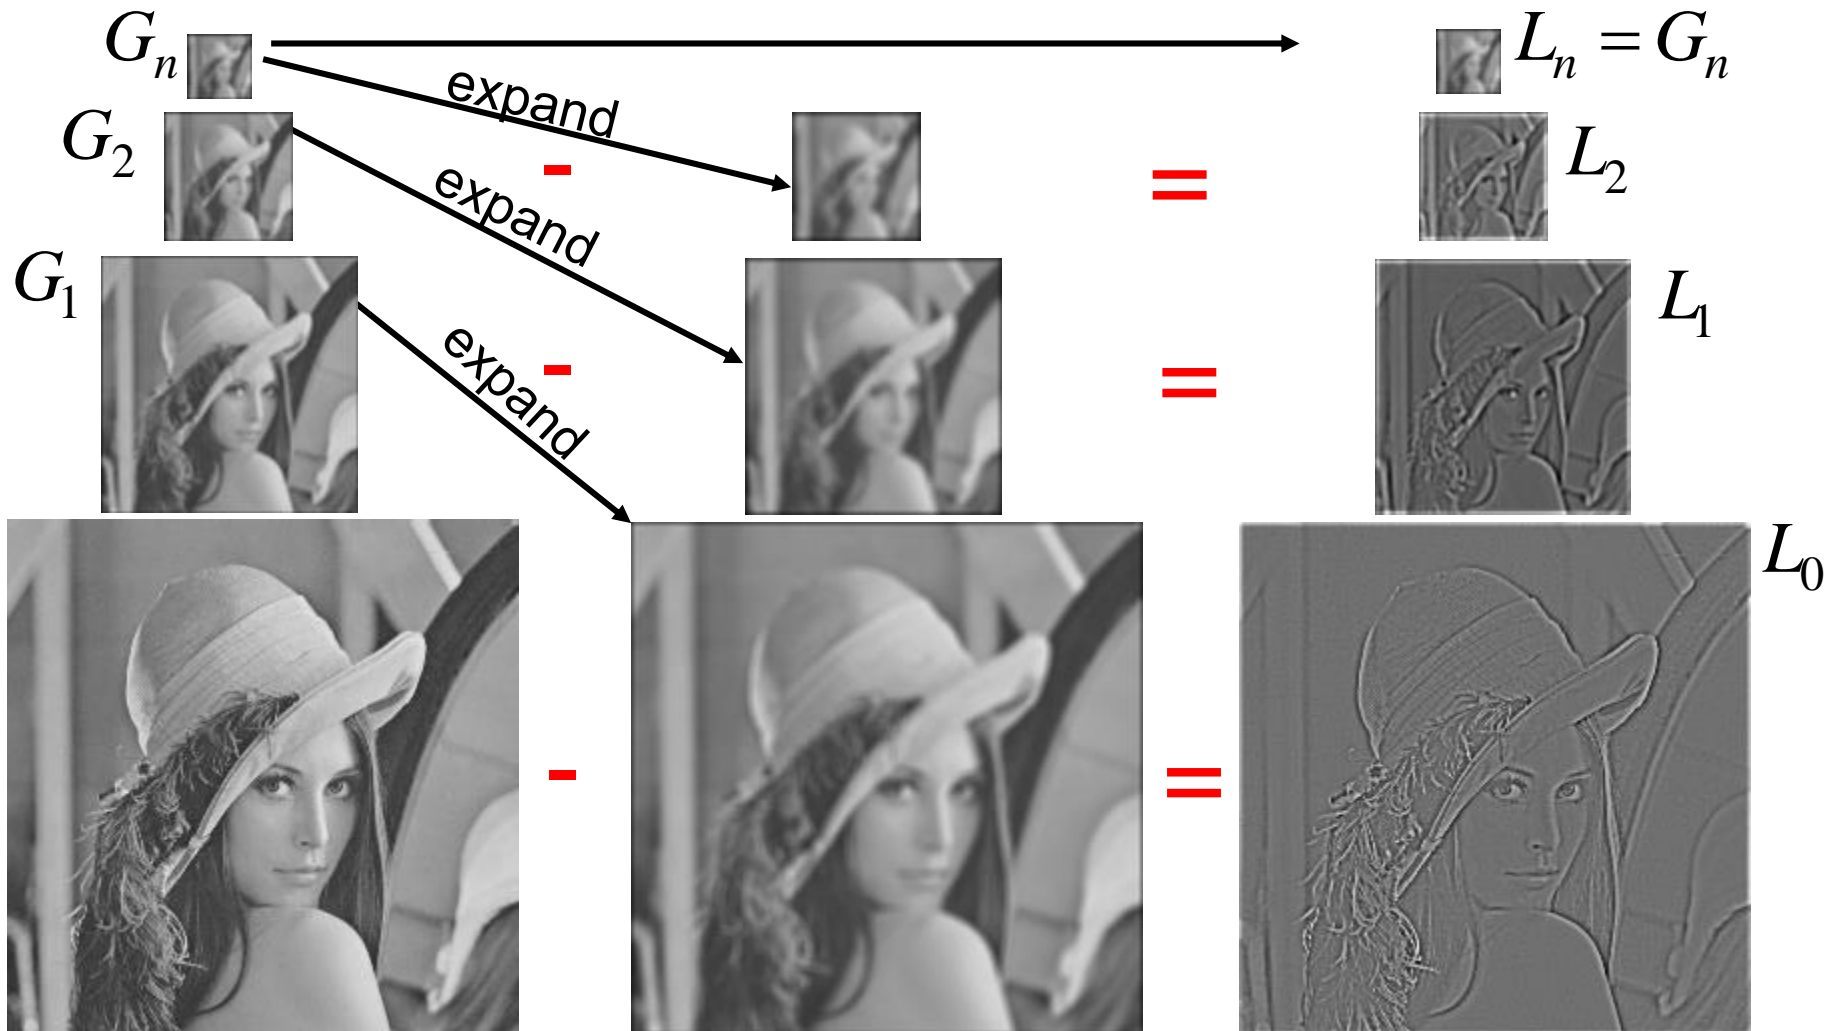 Gₙ expand Lₙ = Gₙ
G₂ - = L₂
expand
G₁ - = L₁
expand
- = L₀